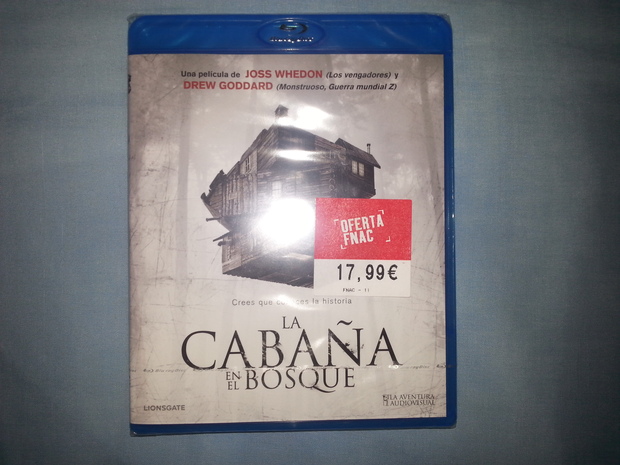 Una película de JOSS WHEDON (Los vengadores) y
DREW GODDARD (Monstruoso, Guerra mundial Z)
OFERTA
FNAC
17,99€
FNAC - 11
Crees que la historia
LA
CABAÑA
EN EL BOSQUE
LIONSGATE
LA AVENTURA
AUDIOVISUAL